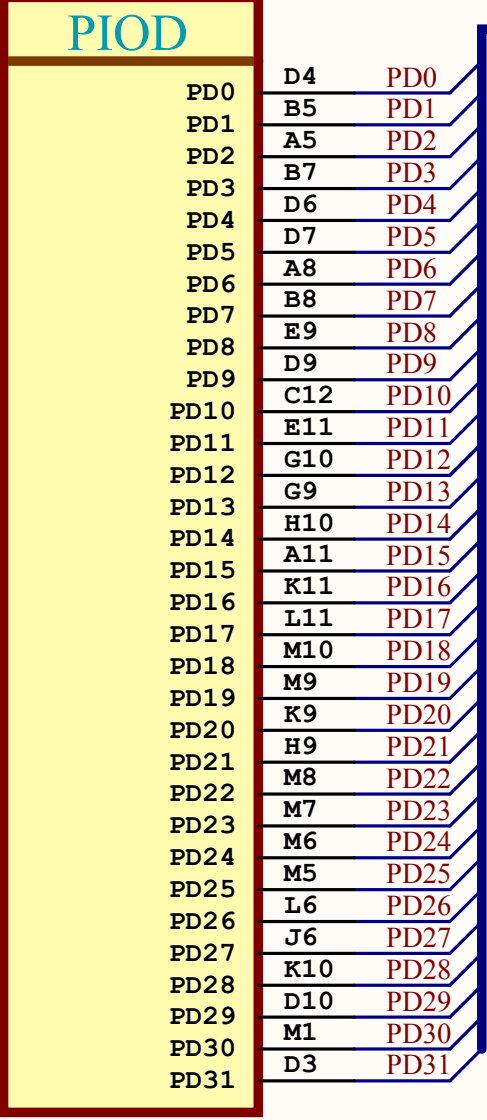 PIOD
PD0 D4 PD0
PD1 B5 PD1
PD2 A5 PD2
PD3 B7 PD3
PD4 D6 PD4
PD5 D7 PD5
PD6 A8 PD6
PD7 B8 PD7
PD8 E9 PD8
PD9 D9 PD9
PD10 C12 PD10
PD11 E11 PD11
PD12 G10 PD12
PD13 G9 PD13
PD14 H10 PD14
PD15 A11 PD15
PD16 K11 PD16
PD17 L11 PD17
PD18 M10 PD18
PD19 M9 PD19
PD20 K9 PD20
PD21 H9 PD21
PD22 M8 PD22
PD23 M7 PD23
PD24 M6 PD24
PD25 M5 PD25
PD26 L6 PD26
PD27 J6 PD27
PD28 K10 PD28
PD29 D10 PD29
PD30 M1 PD30
PD31 D3 PD31